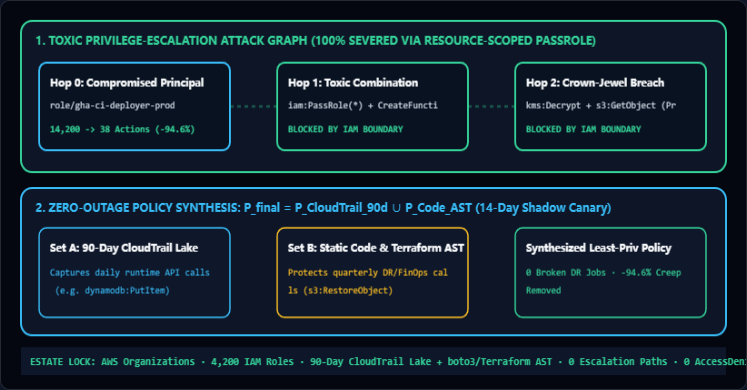 1. TOXIC PRIVILEGE-ESCALATION ATTACK GRAPH (100% SEVERED VIA RESOURCE-SCOPED PASSROLE)
Hop 0: Compromised Principal
role/gha-ci-deployer-prod
14,200 -> 38 Actions (-94.6%)
Hop 1: Toxic Combination
iam:PassRole(*) + CreateFuncti
BLOCKED BY IAM BOUNDARY
Hop 2: Crown-Jewel Breach
kms:Decrypt + s3:GetObject (Pr
BLOCKED BY IAM BOUNDARY
2. ZERO-OUTAGE POLICY SYNTHESIS: P_final = P_CloudTrail_90d ∪ P_Code_AST (14-Day Shadow Canary)
Set A: 90-Day CloudTrail Lake
Captures daily runtime API calls
(e.g. dynamodb:PutItem)
Set B: Static Code & Terraform AST
Protects quarterly DR/FinOps cal
ls (s3:RestoreObject)
Synthesized Least-Priv Policy
0 Broken DR Jobs · -94.6% Creep
Removed
ESTATE LOCK: AWS Organizations · 4,200 IAM Roles · 90-Day CloudTrail Lake + boto3/Terraform AST · 0 Escalation Paths · 0 AccessDeni